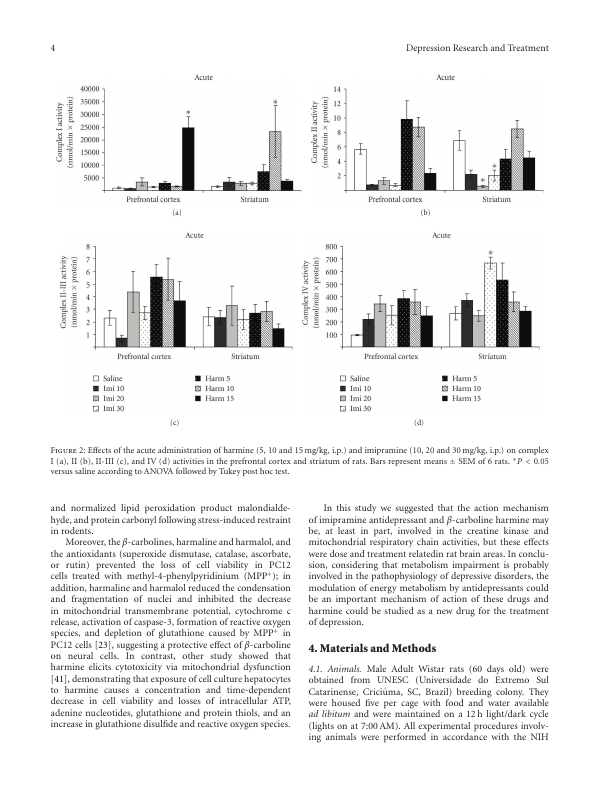 4
Depression Research and Treatment
Acute
40000
35000
30000
25000
20000
15000
10000
5000
Complex I activity
(nmol/min × protein)
*
*
Prefrontal cortex
Striatum
(a)
Acute
14
12
10
8
6
4
2
Complex II activity
(nmol/min × protein)
*
*
Prefrontal cortex
Striatum
(b)
Acute
8
7
6
5
4
3
2
1
Complex II-III activity
(nmol/min × protein)
Prefrontal cortex
Striatum
Saline
Imi 10
Imi 20
Imi 30
Harm 5
Harm 10
Harm 15
(c)
Acute
800
700
600
500
400
300
200
100
Complex IV activity
(nmol/min × protein)
*
Prefrontal cortex
Striatum
Saline
Imi 10
Imi 20
Imi 30
Harm 5
Harm 10
Harm 15
(d)
Figure 2: Effects of the acute administration of harmine (5, 10 and 15 mg/kg, i.p.) and imipramine (10, 20 and 30 mg/kg, i.p.) on complex
I (a), II (b), II-III (c), and IV (d) activities in the prefrontal cortex and striatum of rats. Bars represent means ± SEM of 6 rats. *P < 0.05
versus saline according to ANOVA followed by Tukey post hoc test.
and normalized lipid peroxidation product malondialde-
hyde, and protein carbonyl following stress-induced restraint
in rodents.
Moreover, the β-carbolines, harmaline and harmalol, and
the antioxidants (superoxide dismutase, catalase, ascorbate,
or rutin) prevented the loss of cell viability in PC12
cells treated with methyl-4-phenylpyridinium (MPP⁺); in
addition, harmaline and harmalol reduced the condensation
and fragmentation of nuclei and inhibited the decrease
in mitochondrial transmembrane potential, cytochrome c
release, activation of caspase-3, formation of reactive oxygen
species, and depletion of glutathione caused by MPP⁺ in
PC12 cells [23], suggesting a protective effect of β-carboline
on neural cells. In contrast, other study showed that
harmine elicits cytotoxicity via mitochondrial dysfunction
[41], demonstrating that exposure of cell culture hepatocytes
to harmine causes a concentration and time-dependent
decrease in cell viability and losses of intracellular ATP,
adenine nucleotides, glutathione and protein thiols, and an
increase in glutathione disulfide and reactive oxygen species.
In this study we suggested that the action mechanism
of imipramine antidepressant and β-carboline harmine may
be, at least in part, involved in the creatine kinase and
mitochondrial respiratory chain activities, but these effects
were dose and treatment relatedin rat brain areas. In conclu-
sion, considering that metabolism impairment is probably
involved in the pathophysiology of depressive disorders, the
modulation of energy metabolism by antidepressants could
be an important mechanism of action of these drugs and
harmine could be studied as a new drug for the treatment
of depression.
4. Materials and Methods
4.1. Animals. Male Adult Wistar rats (60 days old) were
obtained from UNESC (Universidade do Extremo Sul
Catarinense, Criciúma, SC, Brazil) breeding colony. They
were housed five per cage with food and water available
ad libitum and were maintained on a 12 h light/dark cycle
(lights on at 7:00 AM). All experimental procedures involv-
ing animals were performed in accordance with the NIH